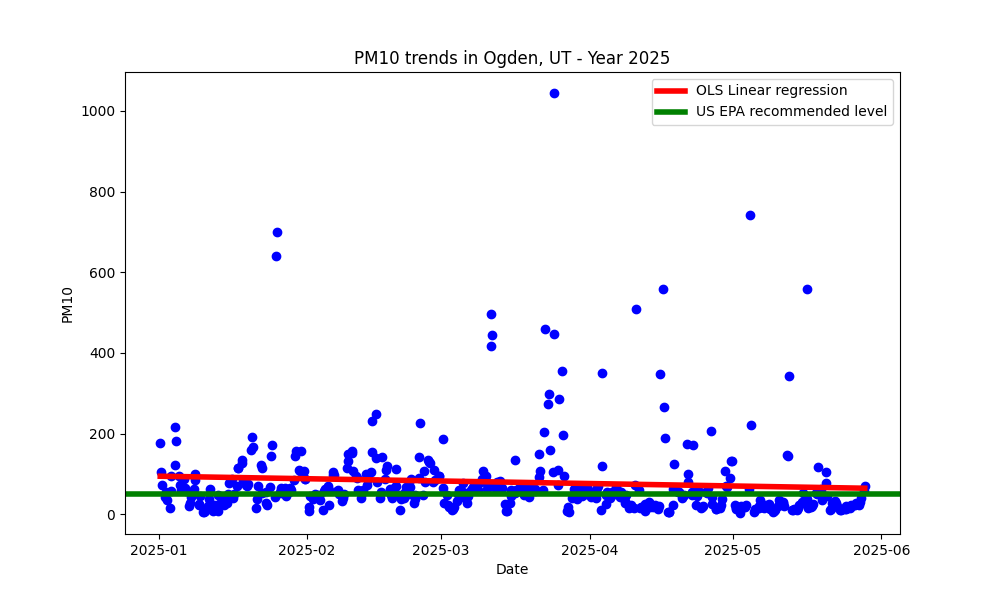 PM10 trends in Ogden, UT - Year 2025
OLS Linear regression
US EPA recommended level
1000
800
600
400
200
0
PM10
2025-01 2025-02 2025-03 2025-04 2025-05 2025-06
Date